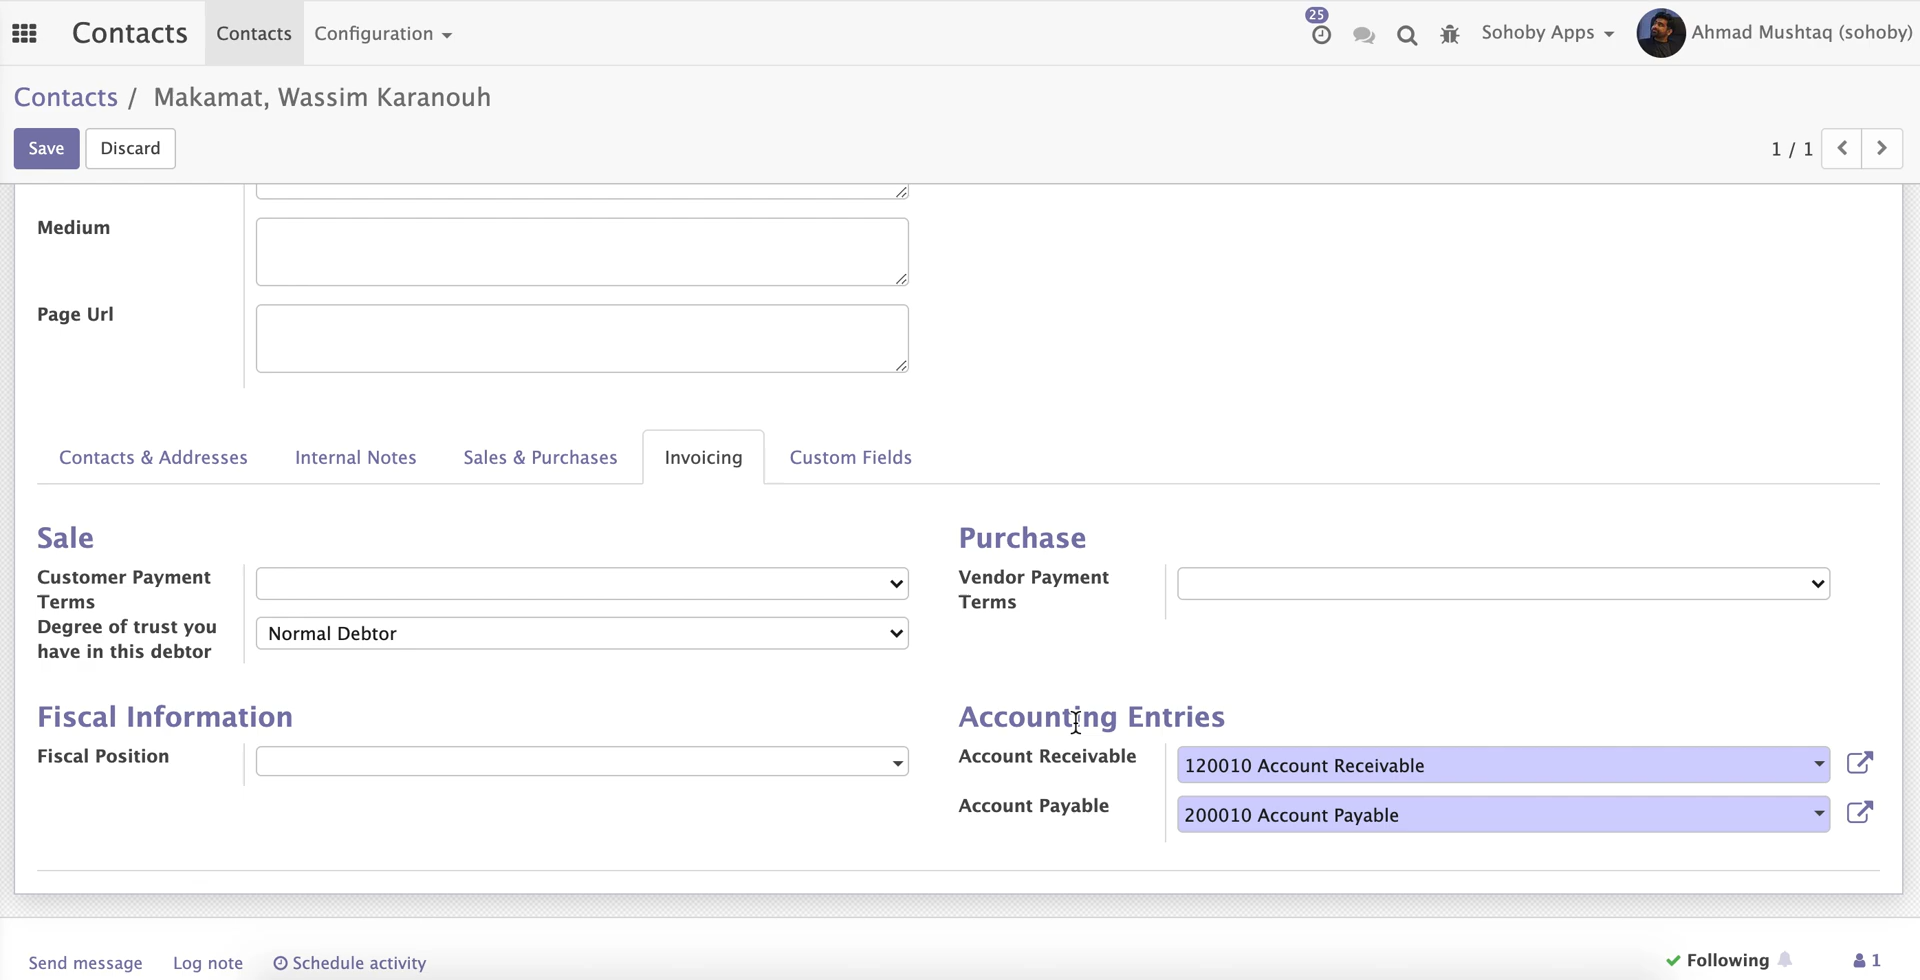 Contacts
Contacts
Configuration
25
Sohoby Apps
Ahmad Mushtaq (sohoby)
Contacts / Makamat, Wassim Karanouh
Save
Discard
1 / 1
Medium
Page Url
Contacts & Addresses
Internal Notes
Sales & Purchases
Invoicing
Custom Fields
Sale
Customer Payment
Terms
Degree of trust you
have in this debtor
Normal Debtor
Purchase
Vendor Payment
Terms
Fiscal Information
Fiscal Position
Accounting Entries
Account Receivable
120010 Account Receivable
Account Payable
200010 Account Payable
Send message
Log note
Schedule activity
Following
1